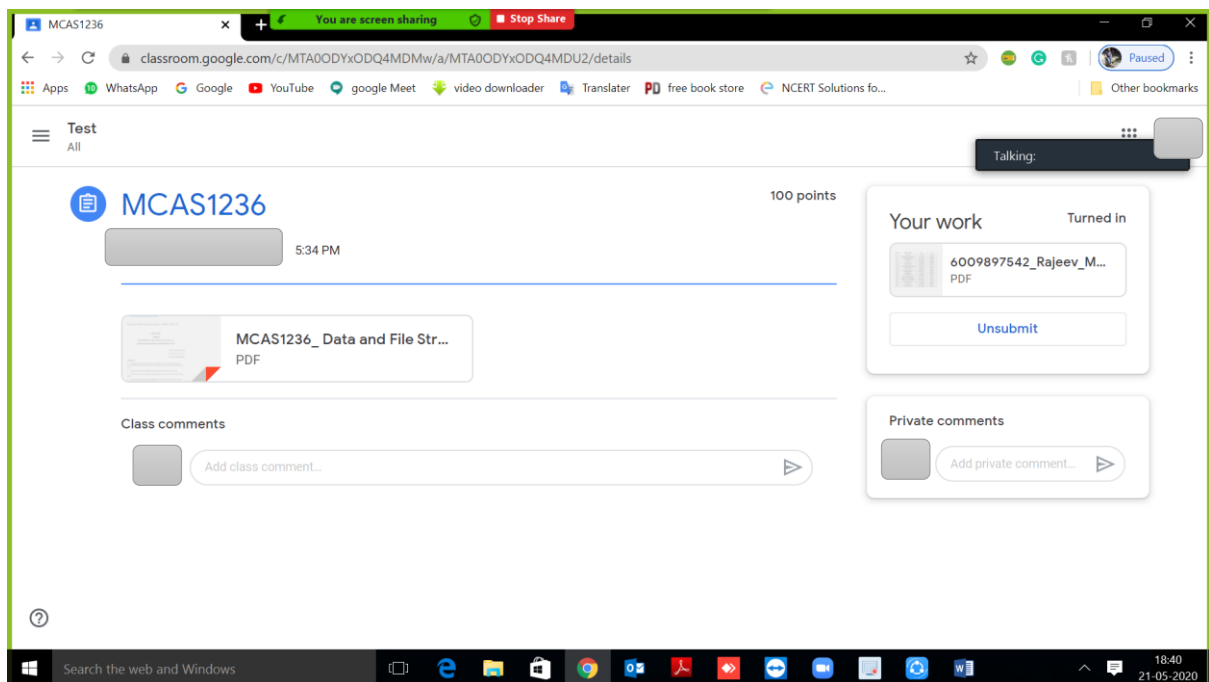 MCAS1236
You are screen sharing
Stop Share
classroom.google.com/c/MTA0ODYxODQ4MDMw/a/MTA0ODYxODQ4MDU2/details
Paused
Apps WhatsApp Google YouTube google Meet video downloader Translater free book store NCERT Solutions fo... Other bookmarks
Test
All
Talking:
MCAS1236
100 points
5:34 PM
Your work
Turned in
6009897542_Rajeev_M...
PDF
Unsubmit
MCAS1236_ Data and File Str...
PDF
Class comments
Add class comment...
Private comments
Add private comment...
Search the web and Windows
18:40
21-05-2020